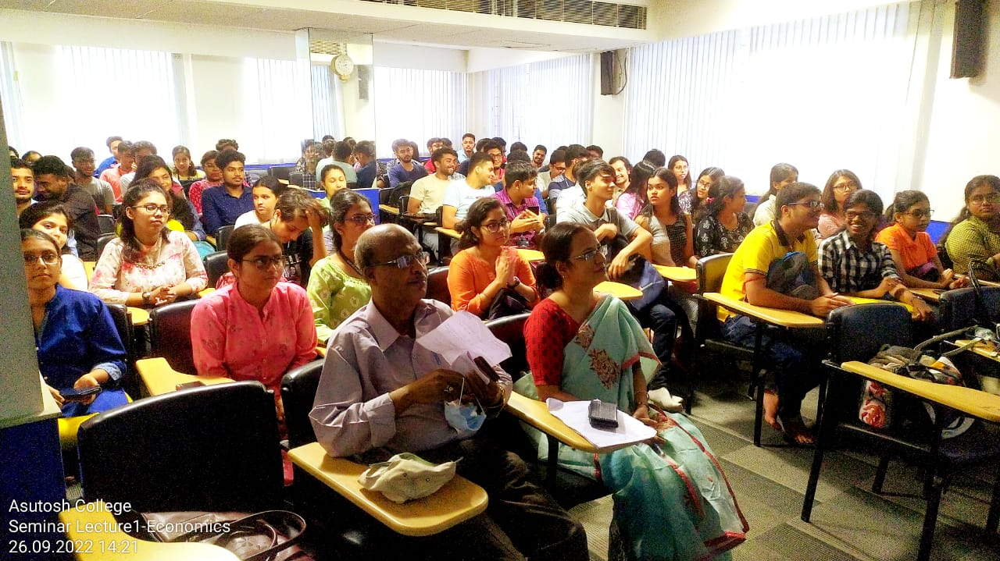 Asutosh College
Seminar Lecture1-Economics
26.09.2022 14:21